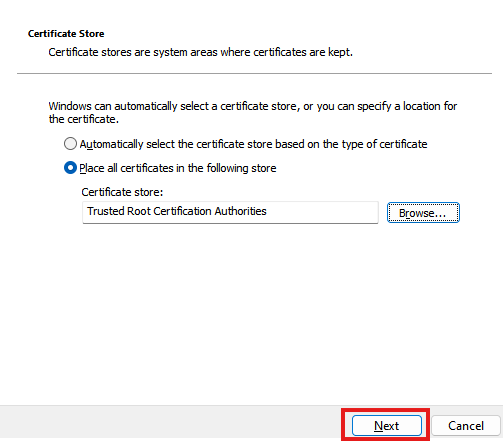 Certificate Store
Certificate stores are system areas where certificates are kept.
Windows can automatically select a certificate store, or you can specify a location for
the certificate.
Automatically select the certificate store based on the type of certificate
Place all certificates in the following store
Certificate store:
Trusted Root Certification Authorities
Browse...
Next
Cancel